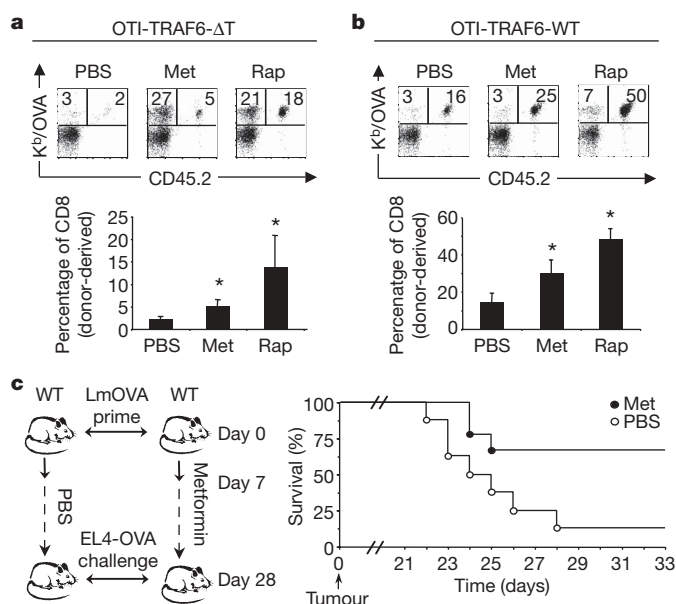 a
OTI-TRAF6-ΔT
PBS Met Rap
3 2 27 5 21 18
Kb/OVA
CD45.2
Percentage of CD8
(donor-derived)
25
20
15
10
5
0
* *
PBS Met Rap
b
OTI-TRAF6-WT
PBS Met Rap
3 16 3 25 7 50
Kb/OVA
CD45.2
Percenatge of CD8
(donor-derived)
60
40
20
* *
PBS Met Rap
c
WT LmOVA WT
prime
Day 0
Day 7
PBS
Metformin
EL4-OVA
challenge
Day 28
Survival (%)
100
75
50
25
0
Met
PBS
0 21 23 25 27 29 31 33
Time (days)
Tumour